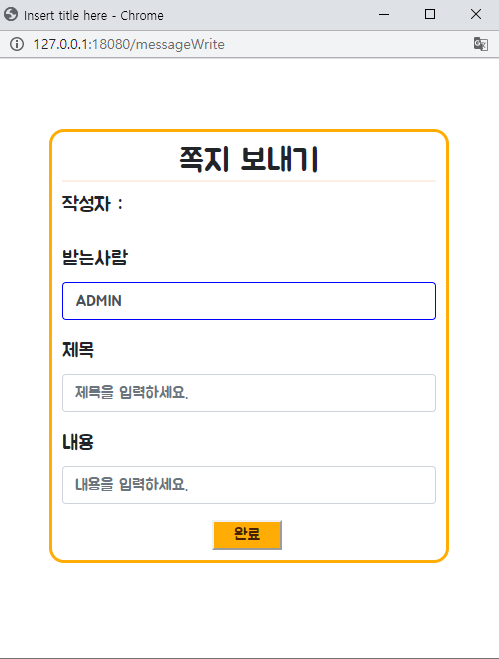 Insert title here - Chrome
127.0.0.1:18080/messageWrite
쪽지 보내기
작성자 :
받는사람
ADMIN
제목
제목을 입력하세요.
내용
내용을 입력하세요.
완료